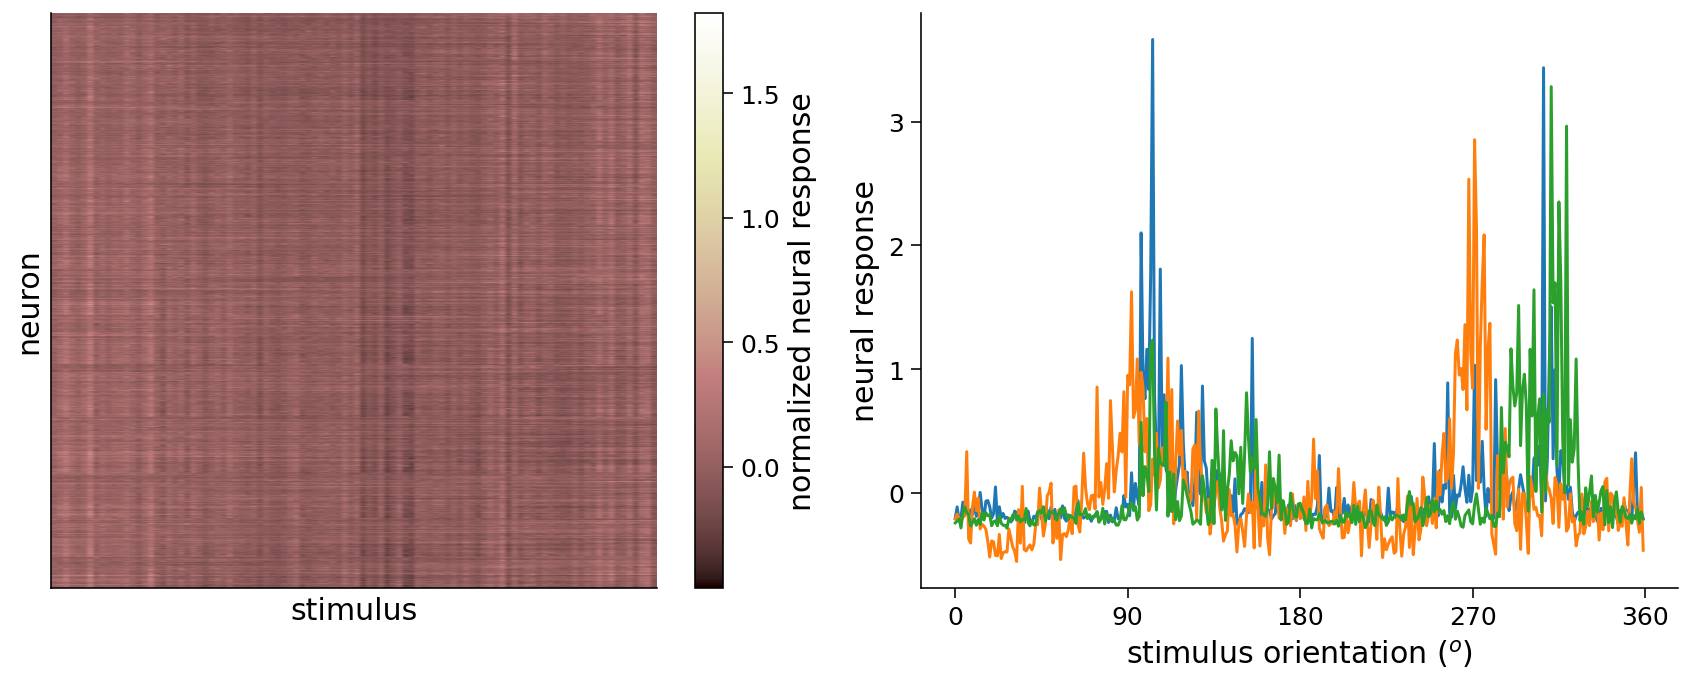 neuron
stimulus
1.5
1.0
0.5
0.0
normalized neural response
neural response
3
2
1
0
0 90 180 270 360
stimulus orientation (°)